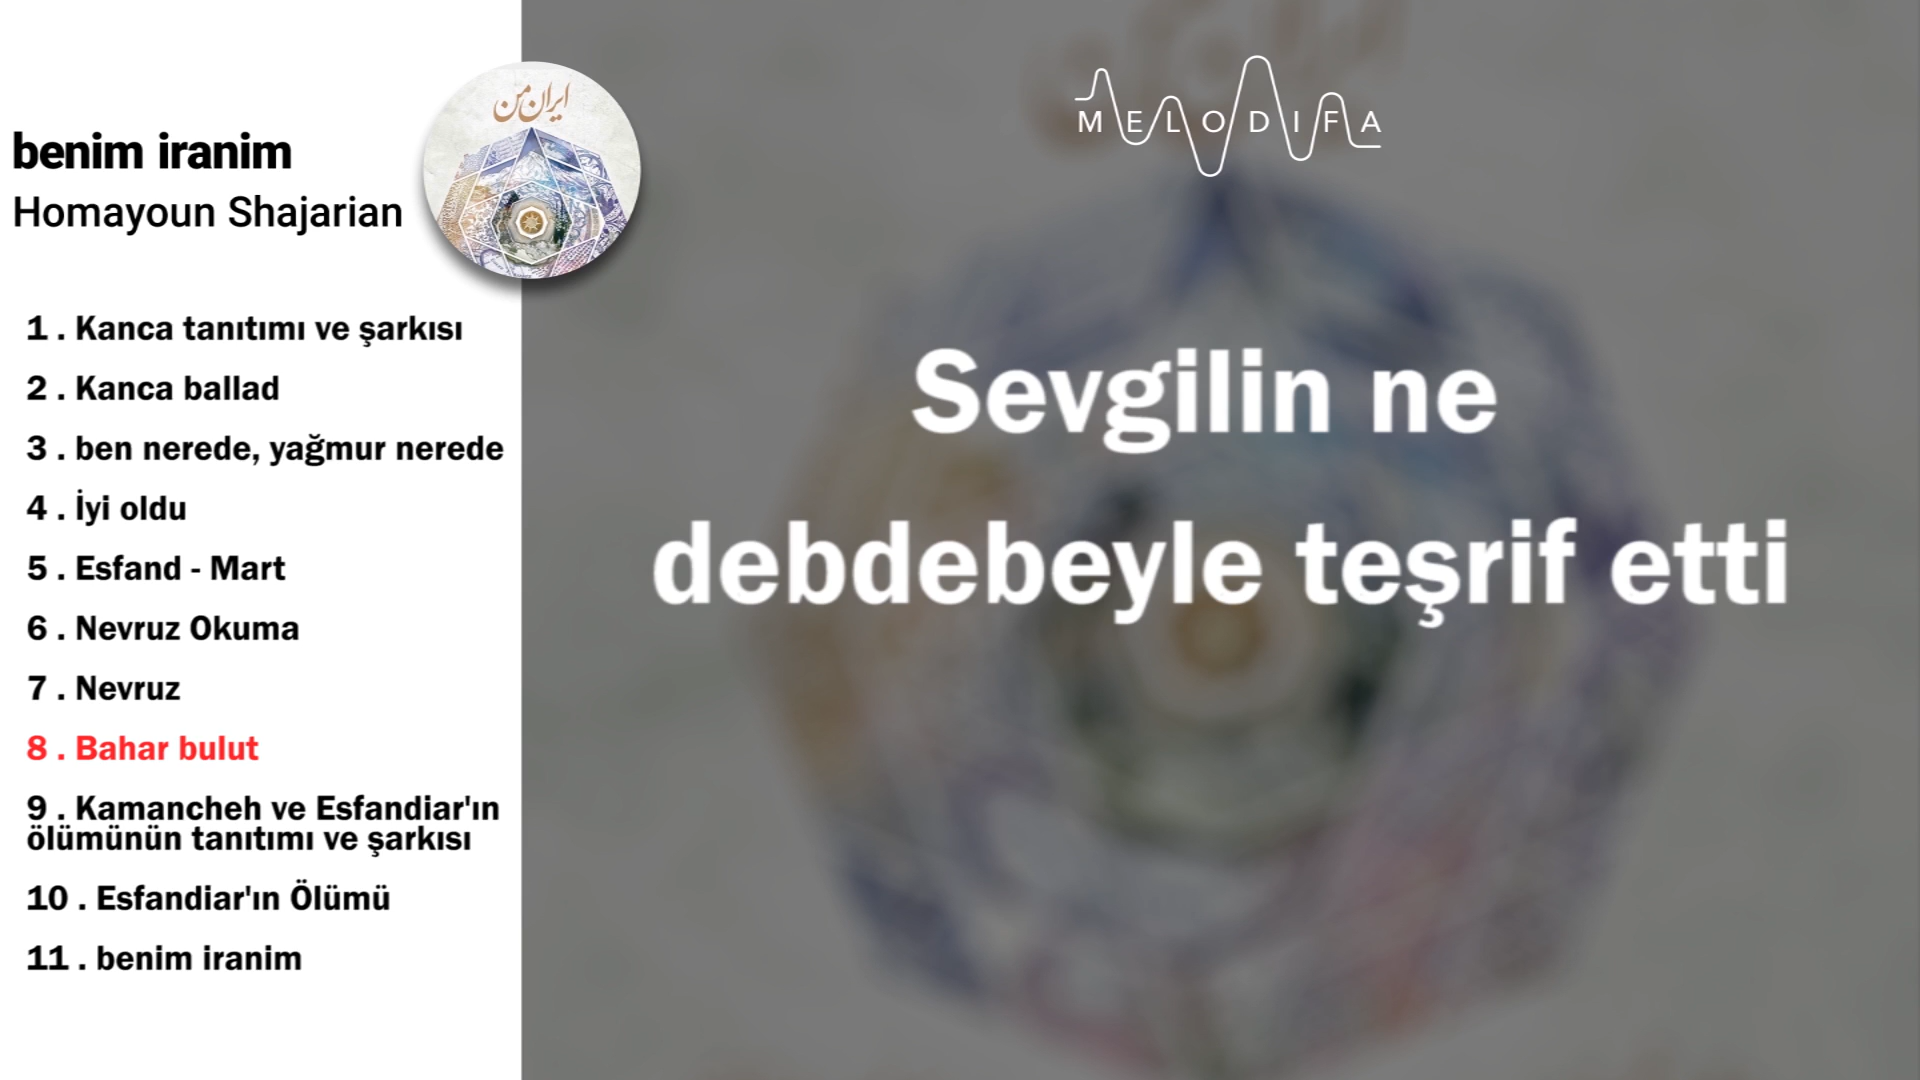 benim iranim
Homayoun Shajarian
ایران من
1 . Kanca tanıtımı ve şarkısı
2 . Kanca ballad
3 . ben nerede, yağmur nerede
4 . İyi oldu
5 . Esfand - Mart
6 . Nevruz Okuma
7 . Nevruz
8 . Bahar bulut
9 . Kamancheh ve Esfandiar'ın
ölümünün tanıtımı ve şarkısı
10 . Esfandiar'ın Ölümü
11 . benim iranim
MELODIFA
Sevgilin ne
debdebeyle teşrif etti